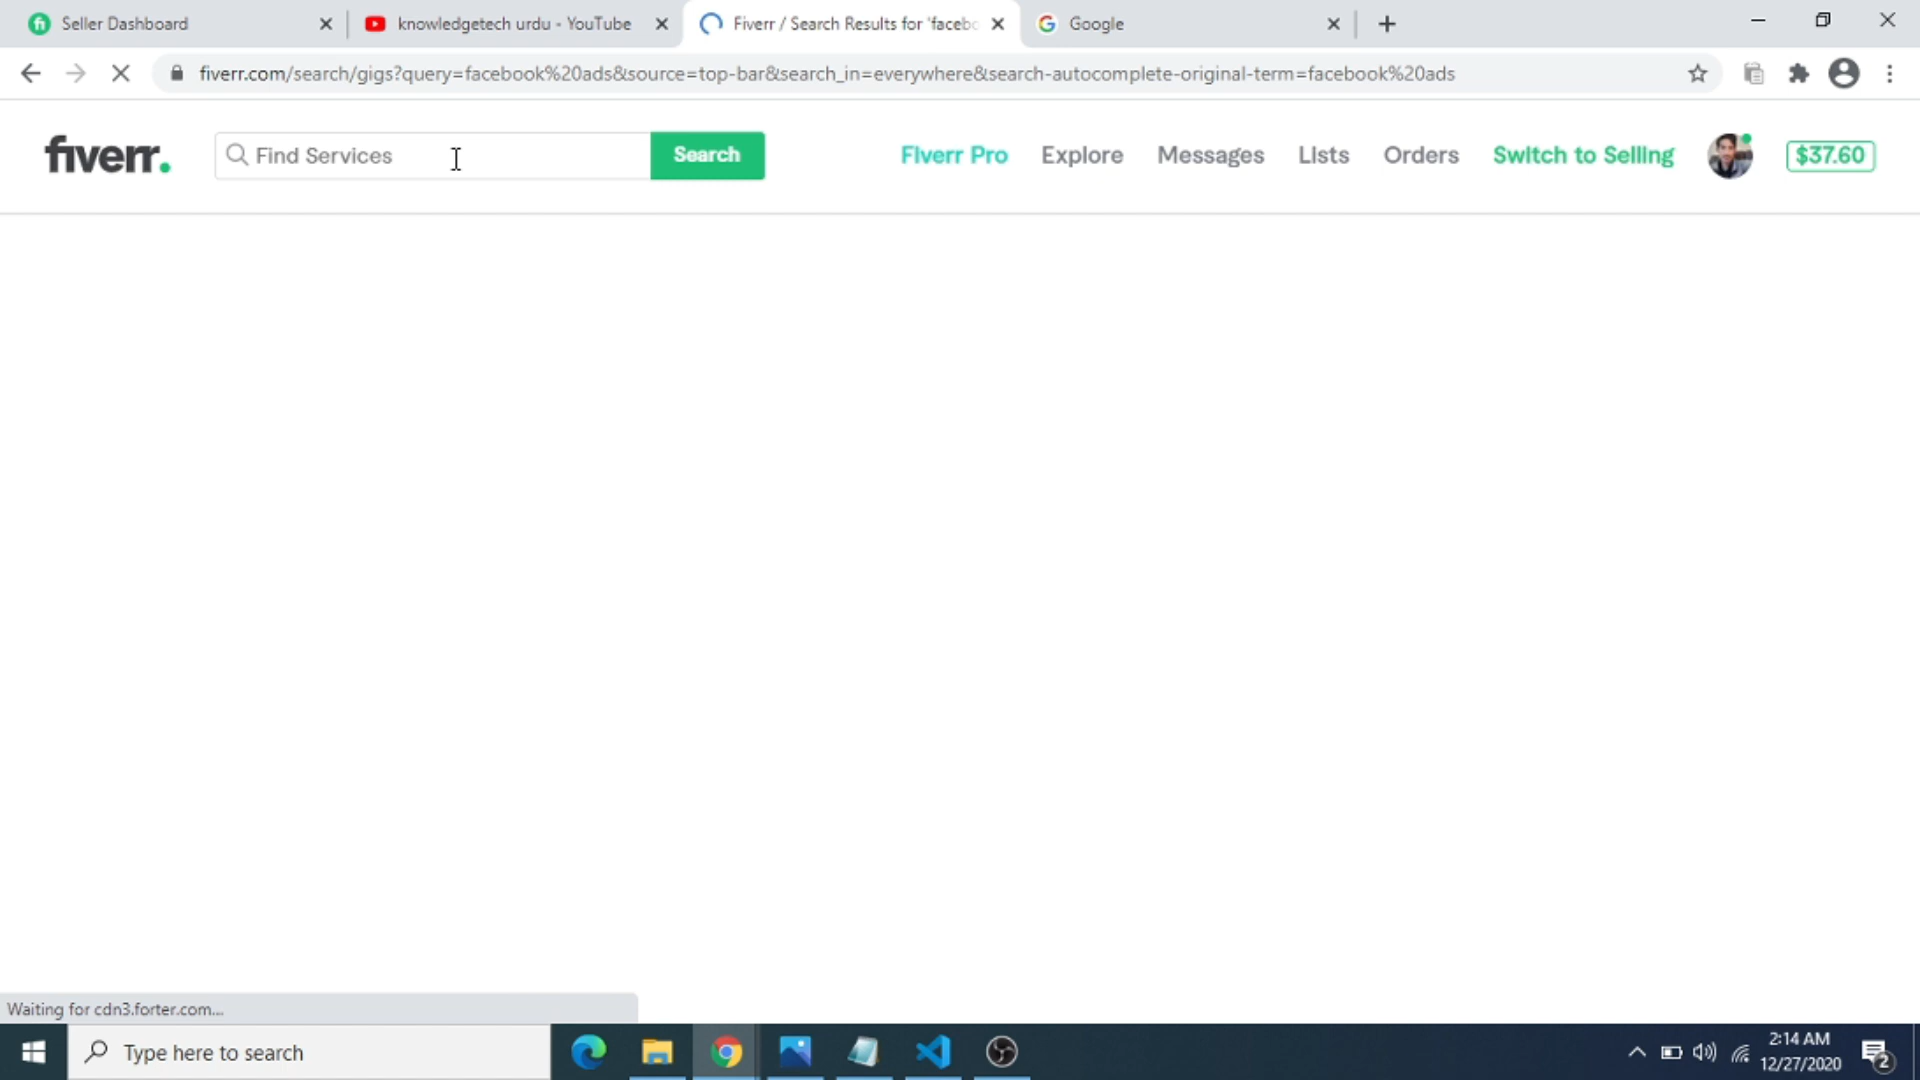 Seller Dashboard
knowledgetech urdu - YouTube
Fiverr / Search Results for 'facebo
Google
fiverr.com/search/gigs?query=facebook%20ads&source=top-bar&search_in=everywhere&search-autocomplete-original-term=facebook%20ads
fiverr.
Find Services
Search
Fiverr Pro
Explore
Messages
Lists
Orders
Switch to Selling
$37.60
Waiting for cdn3.forter.com...
Type here to search
2:14 AM
12/27/2020
2